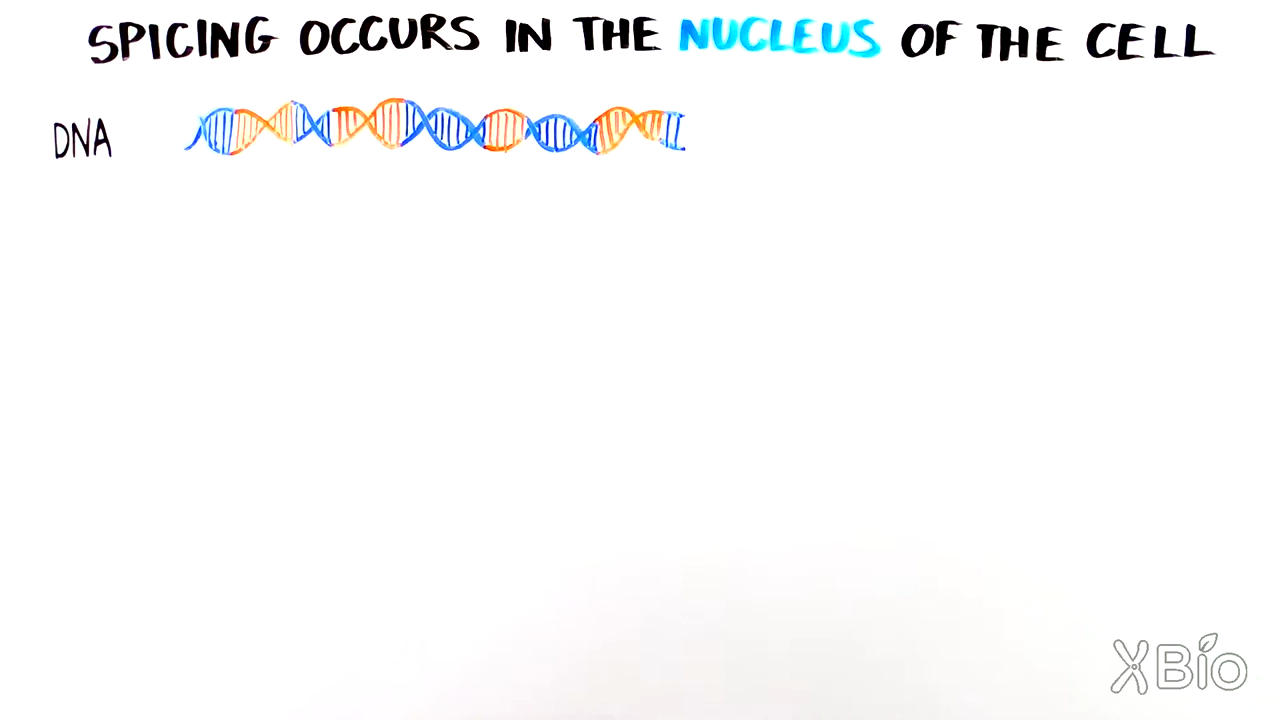 SPICING OCCURS IN THE NUCLEUS OF THE CELL
DNA
XBio